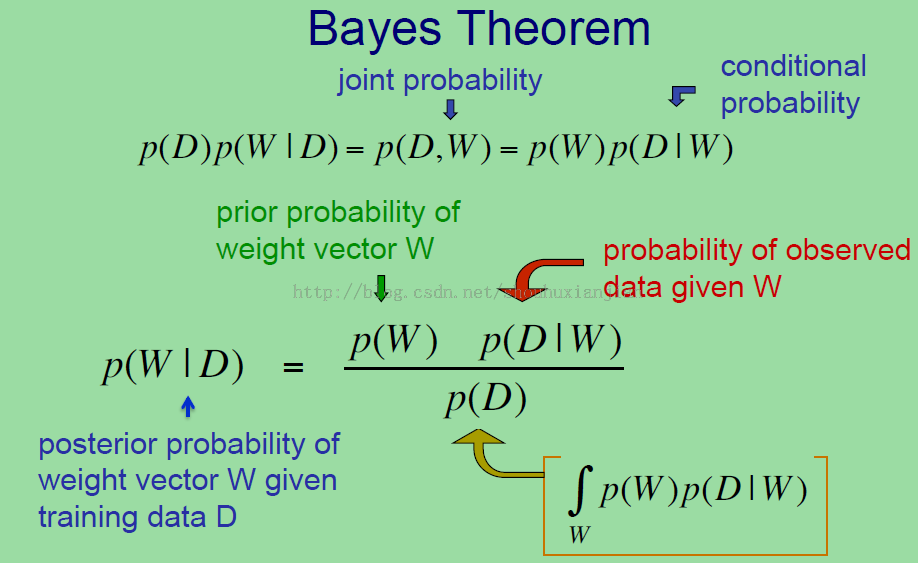 Bayes Theorem
joint probability
conditional
probability
p(D)p(W | D) = p(D,W) = p(W)p(D | W)
prior probability of
weight vector W
probability of observed
data given W
p(W) p(D | W)
p(W | D) =
p(D)
posterior probability of
weight vector W given
training data D
∫ p(W)p(D | W)
W